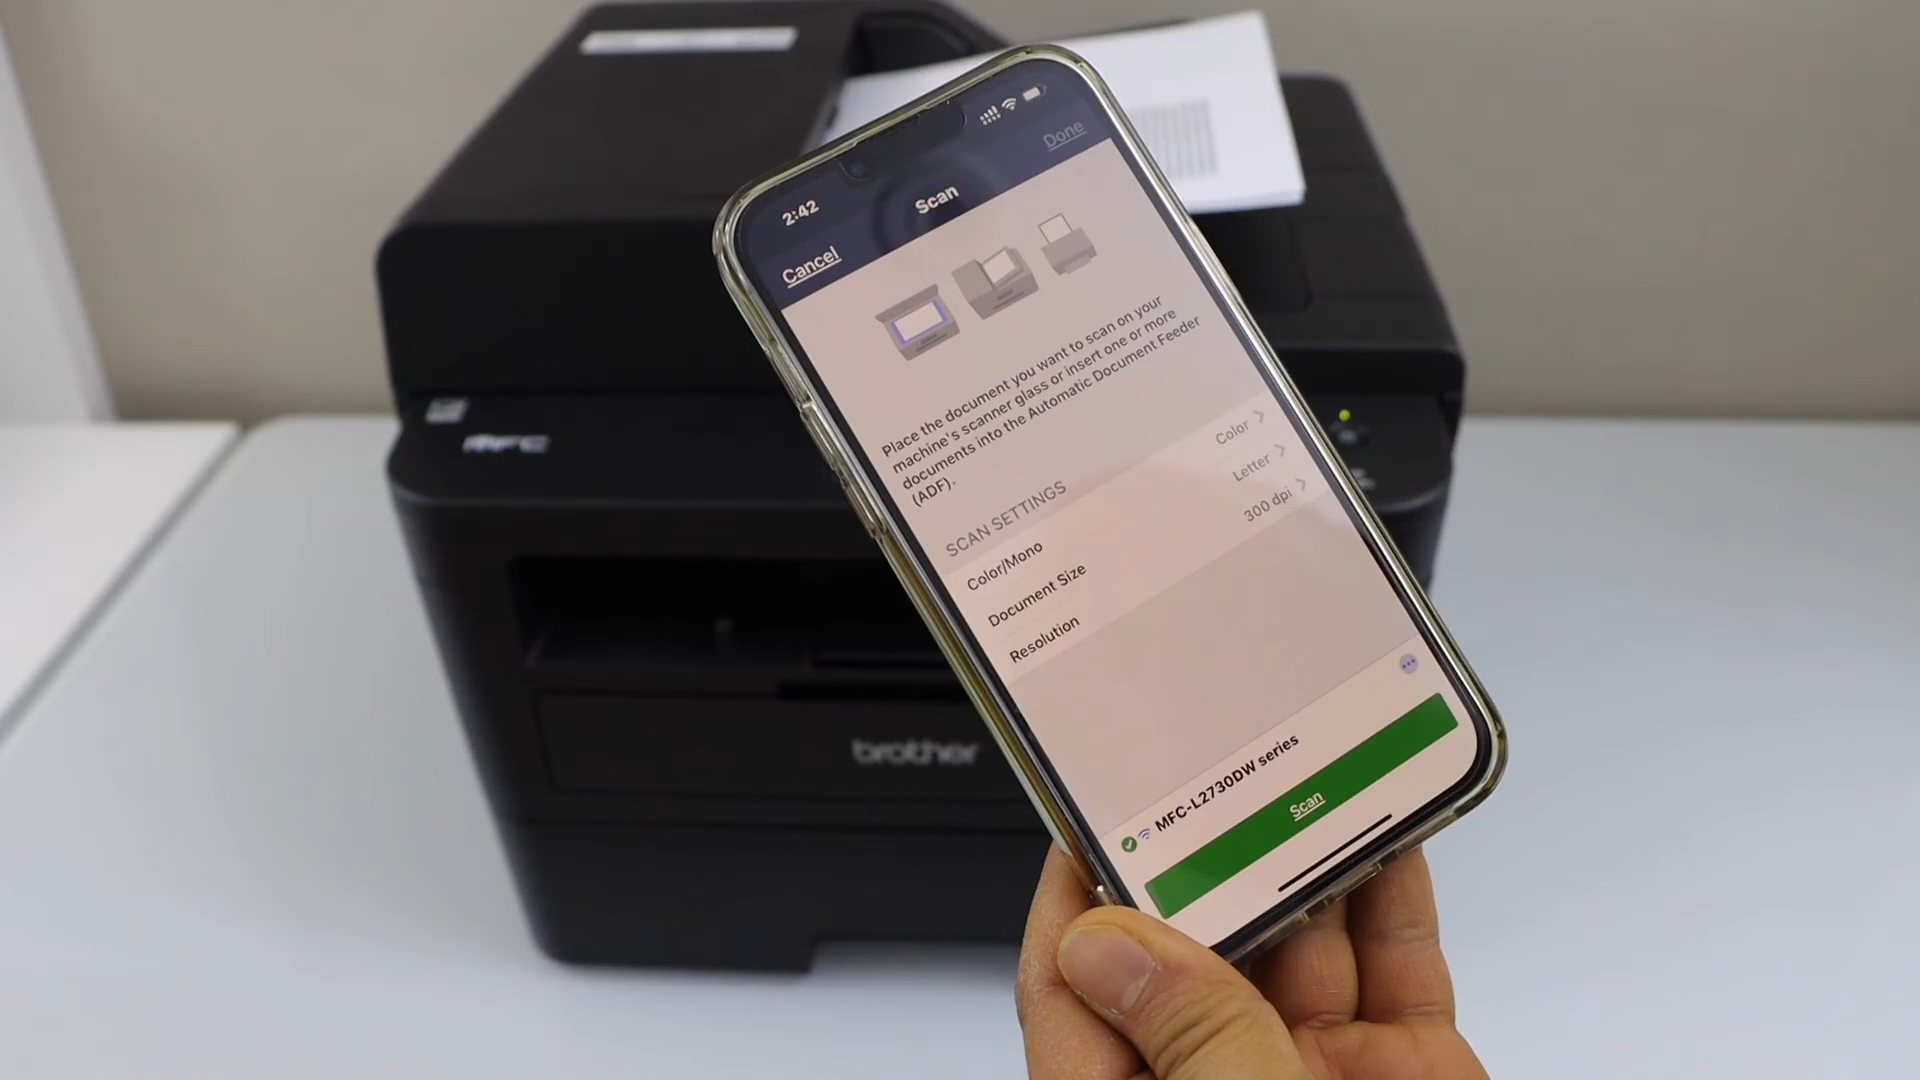 2:42
Done
Cancel
Scan
Place the document you want to scan on your
machine's scanner glass or insert one or more
documents into the Automatic Document Feeder
(ADF).
SCAN SETTINGS
Color/Mono Color
Document Size Letter
Resolution 300 dpi
MFC-L2730DW series
Scan
MFC
brother